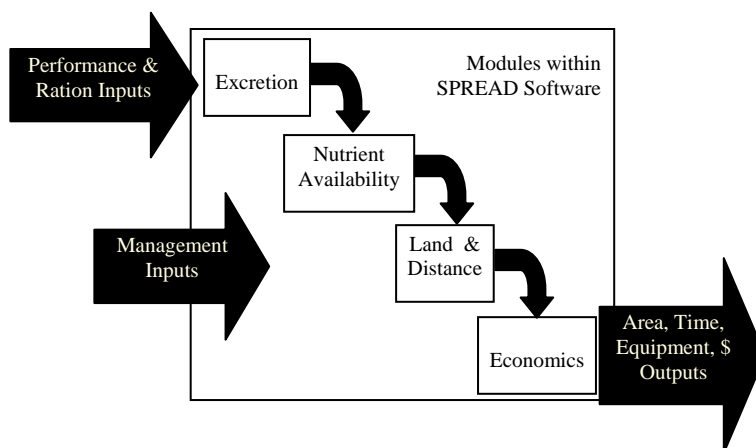 Performance &
Ration Inputs
Excretion
Modules within
SPREAD Software
Nutrient
Availability
Management
Inputs
Land &
Distance
Economics
Area, Time,
Equipment, $
Outputs